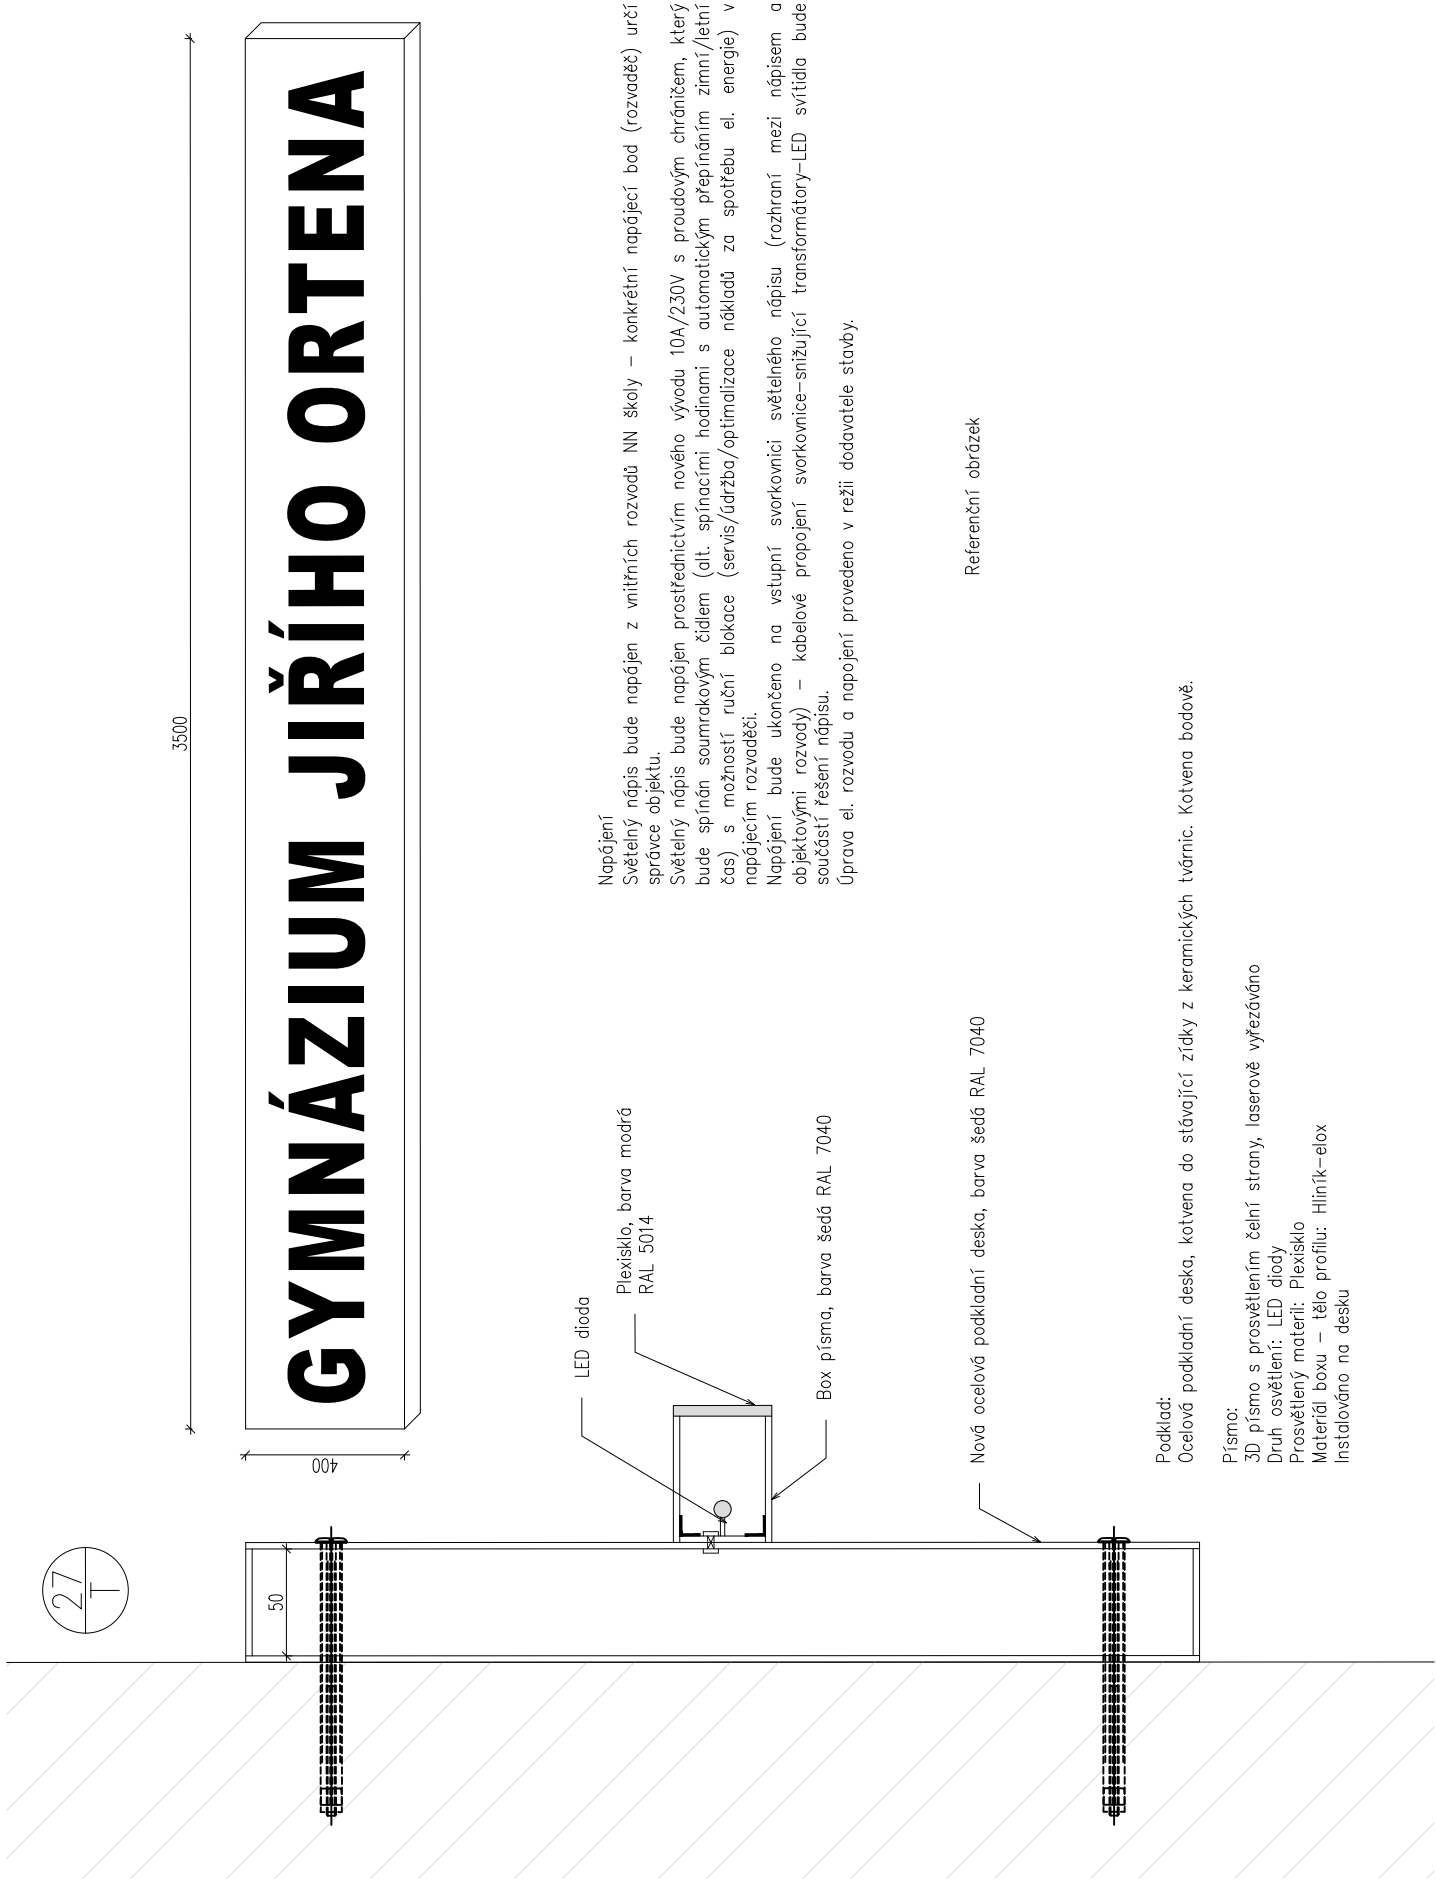 27
T
3500
400
GYMNÁZIUM JIŘÍHO ORTENA
50
LED dioda
Plexisklo, barva modrá
RAL 5014
Box písma, barva šedá RAL 7040
Nová ocelová podkladní deska, barva šedá RAL 7040
Napájení
Světelný nápis bude napájen z vnitřních rozvodů NN školy – konkrétní napájecí bod (rozvaděč) určí
správce objektu.
Světelný nápis bude napájen prostřednictvím nového vývodu 10A/230V s proudovým chráničem, který
bude spínán soumrakovým čidlem (alt. spínacími hodinami s automatickým přepínáním zimní/letní
čas) s možností ruční blokace (servis/údržba/optimalizace nákladů za spotřebu el. energie) v
napájecím rozvaděči.
Napájení bude ukončeno na vstupní svorkovnici světelného nápisu (rozhraní mezi nápisem a
objektovými rozvody) – kabelové propojení svorkovnice–snižující transformátory–LED svítidla bude
součástí řešení nápisu.
Úprava el. rozvodu a napojení provedeno v režii dodavatele stavby.
Referenční obrázek
Podklad:
Ocelová podkladní deska, kotvena do stávající zídky z keramických tvárnic. Kotvena bodově.
Písmo:
3D písmo s prosvětlením čelní strany, laserově vyřezáváno
Druh osvětlení: LED diody
Prosvětlený materil: Plexisklo
Materiál boxu – tělo profilu: Hliník–elox
Instalováno na desku